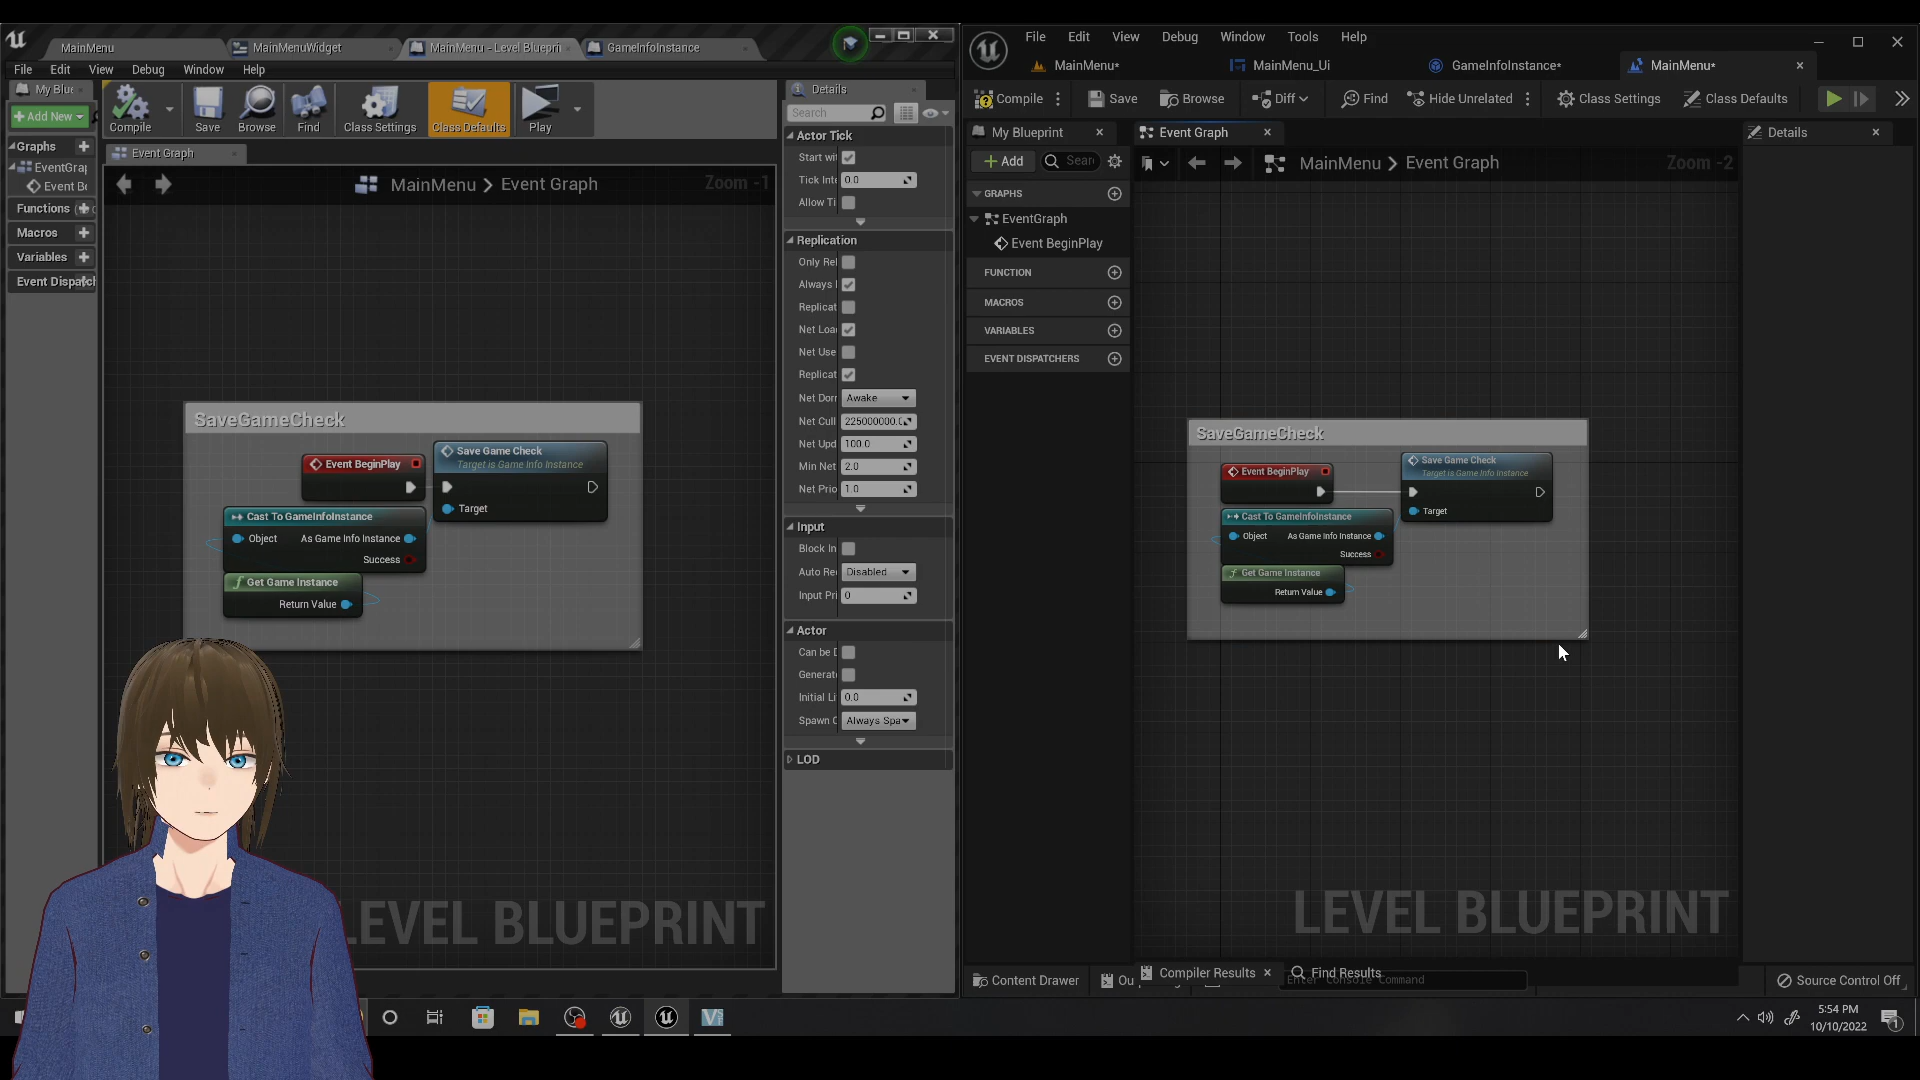 MainMenu
MainMenuWidget
MainMenu - Level Blueprin
GameInfoInstance
File Edit View Debug Window Help
My Blue
Add New
Compile
Save
Browse
Find
Class Settings
Class Defaults
Play
Graphs
EventGrap
Event Be
Functions
Macros
Variables
Event Dispatch
Event Graph
MainMenu > Event Graph
Zoom -1
SaveGameCheck
Event BeginPlay
Save Game Check
Target is Game Info Instance
Target
Cast To GameInfoInstance
Object
As Game Info Instance
Success
Get Game Instance
Return Value
LEVEL BLUEPRINT
Details
Search
Actor Tick
Start wit
Tick Inte
0.0
Allow Ti
Replication
Only Rel
Always
Replicat
Net Loa
Net Use
Replicat
Net Dorr
Awake
Net Cull
225000000.0
Net Upd
100.0
Min Net
2.0
Net Prio
1.0
Input
Block In
Auto Re
Disabled
Input Pri
0
Actor
Can be D
Generat
Initial Li
0.0
Spawn C
Always Spa
LOD
File Edit View Debug Window Tools Help
MainMenu*
MainMenu_Ui
GameInfoInstance*
MainMenu*
Compile
Save
Browse
Diff
Find
Hide Unrelated
Class Settings
Class Defaults
My Blueprint
Event Graph
Details
Add
Sear
MainMenu > Event Graph
Zoom -2
GRAPHS
EventGraph
Event BeginPlay
FUNCTION
MACROS
VARIABLES
EVENT DISPATCHERS
SaveGameCheck
Event BeginPlay
Save Game Check
Target is Game Info Instance
Target
Cast To GameInfoInstance
Object
As Game Info Instance
Success
Get Game Instance
Return Value
LEVEL BLUEPRINT
Compiler Results
Find Results
Content Drawer
Ou
Enter Console Command
Source Control Off
5:54 PM
10/10/2022
1